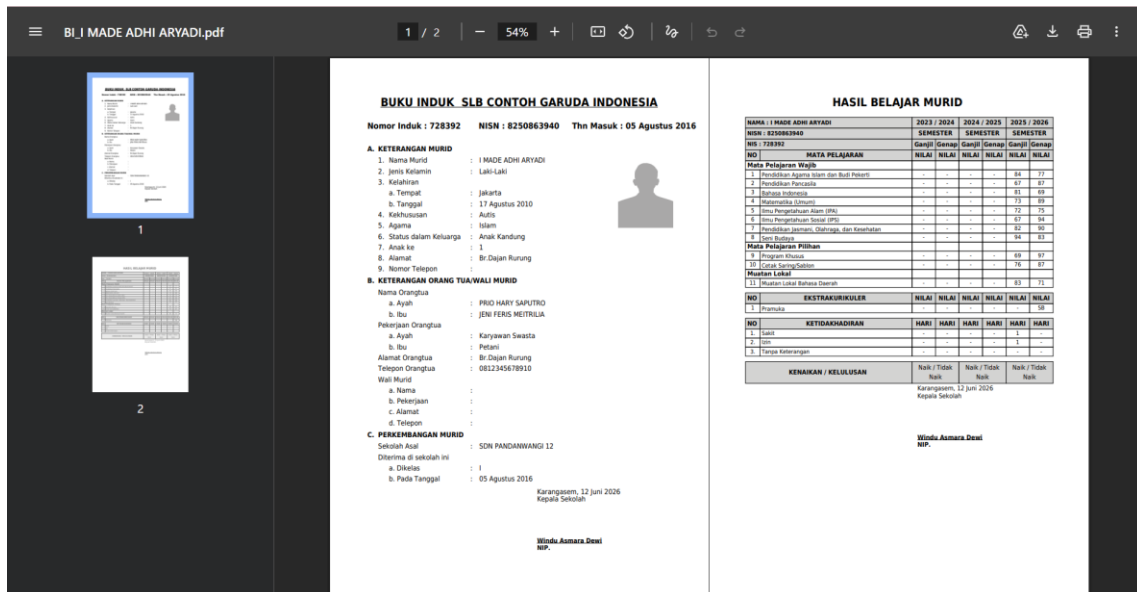 BI_I MADE ADHI ARYADI.pdf
1 / 2
54%
1
2
BUKU INDUK SLB CONTOH GARUDA INDONESIA
Nomor Induk : 728392 NISN : 8250863940 Thn Masuk : 05 Agustus 2016
A. KETERANGAN MURID
1. Nama Murid : I MADE ADHI ARYADI
2. Jenis Kelamin : Laki-Laki
3. Kelahiran
a. Tempat : Jakarta
b. Tanggal : 17 Agustus 2010
4. Kekhususan : Autis
5. Agama : Islam
6. Status dalam Keluarga : Anak Kandung
7. Anak ke : 1
8. Alamat : Br.Dajan Rurung
9. Nomor Telepon :
B. KETERANGAN ORANG TUA/WALI MURID
Nama Orangtua
a. Ayah : PRIO HARY SAPUTRO
b. Ibu : JENI FERIS MEITRILIA
Pekerjaan Orangtua
a. Ayah : Karyawan Swasta
b. Ibu : Petani
Alamat Orangtua : Br.Dajan Rurung
Telepon Orangtua : 0812345678910
Wali Murid
a. Nama :
b. Pekerjaan :
c. Alamat :
d. Telepon :
C. PERKEMBANGAN MURID
Sekolah Asal : SDN PANDANWANGI 12
Diterima di sekolah ini
a. Dikelas : I
b. Pada Tanggal : 05 Agustus 2016
Karangasem, 12 Juni 2026
Kepala Sekolah
Windu Asmara Dewi
NIP.
HASIL BELAJAR MURID
NAMA : I MADE ADHI ARYADI 2023 / 2024 2024 / 2025 2025 / 2026
NISN : 8250863940 SEMESTER SEMESTER SEMESTER
NIS : 728392 Ganjil Genap Ganjil Genap Ganjil Genap
NO MATA PELAJARAN NILAI NILAI NILAI NILAI NILAI NILAI
Mata Pelajaran Wajib
1 Pendidikan Agama Islam dan Budi Pekerti - - - - 84 77
2 Pendidikan Pancasila - - - - 67 87
3 Bahasa Indonesia - - - - 81 69
4 Matematika (Umum) - - - - 73 89
5 Ilmu Pengetahuan Alam (IPA) - - - - 72 75
6 Ilmu Pengetahuan Sosial (IPS) - - - - 67 94
7 Pendidikan Jasmani, Olahraga, dan Kesehatan - - - - 82 90
8 Seni Budaya - - - - 94 83
Mata Pelajaran Pilihan
9 Program Khusus - - - - 69 97
10 Cetak Saring/Sablon - - - - 76 87
Muatan Lokal
11 Muatan Lokal Bahasa Daerah - - - - 83 71
NO EKSTRAKURIKULER NILAI NILAI NILAI NILAI NILAI NILAI
1 Pramuka - - - - - 58
NO KETIDAKHADIRAN HARI HARI HARI HARI HARI HARI
1. Sakit - - - - 1 -
2. Izin - - - - 1 -
3. Tanpa Keterangan - - - - - -
KENAIKAN / KELULUSAN Naik / Tidak Naik Naik / Tidak Naik Naik / Tidak Naik
Karangasem, 12 Juni 2026
Kepala Sekolah
Windu Asmara Dewi
NIP.